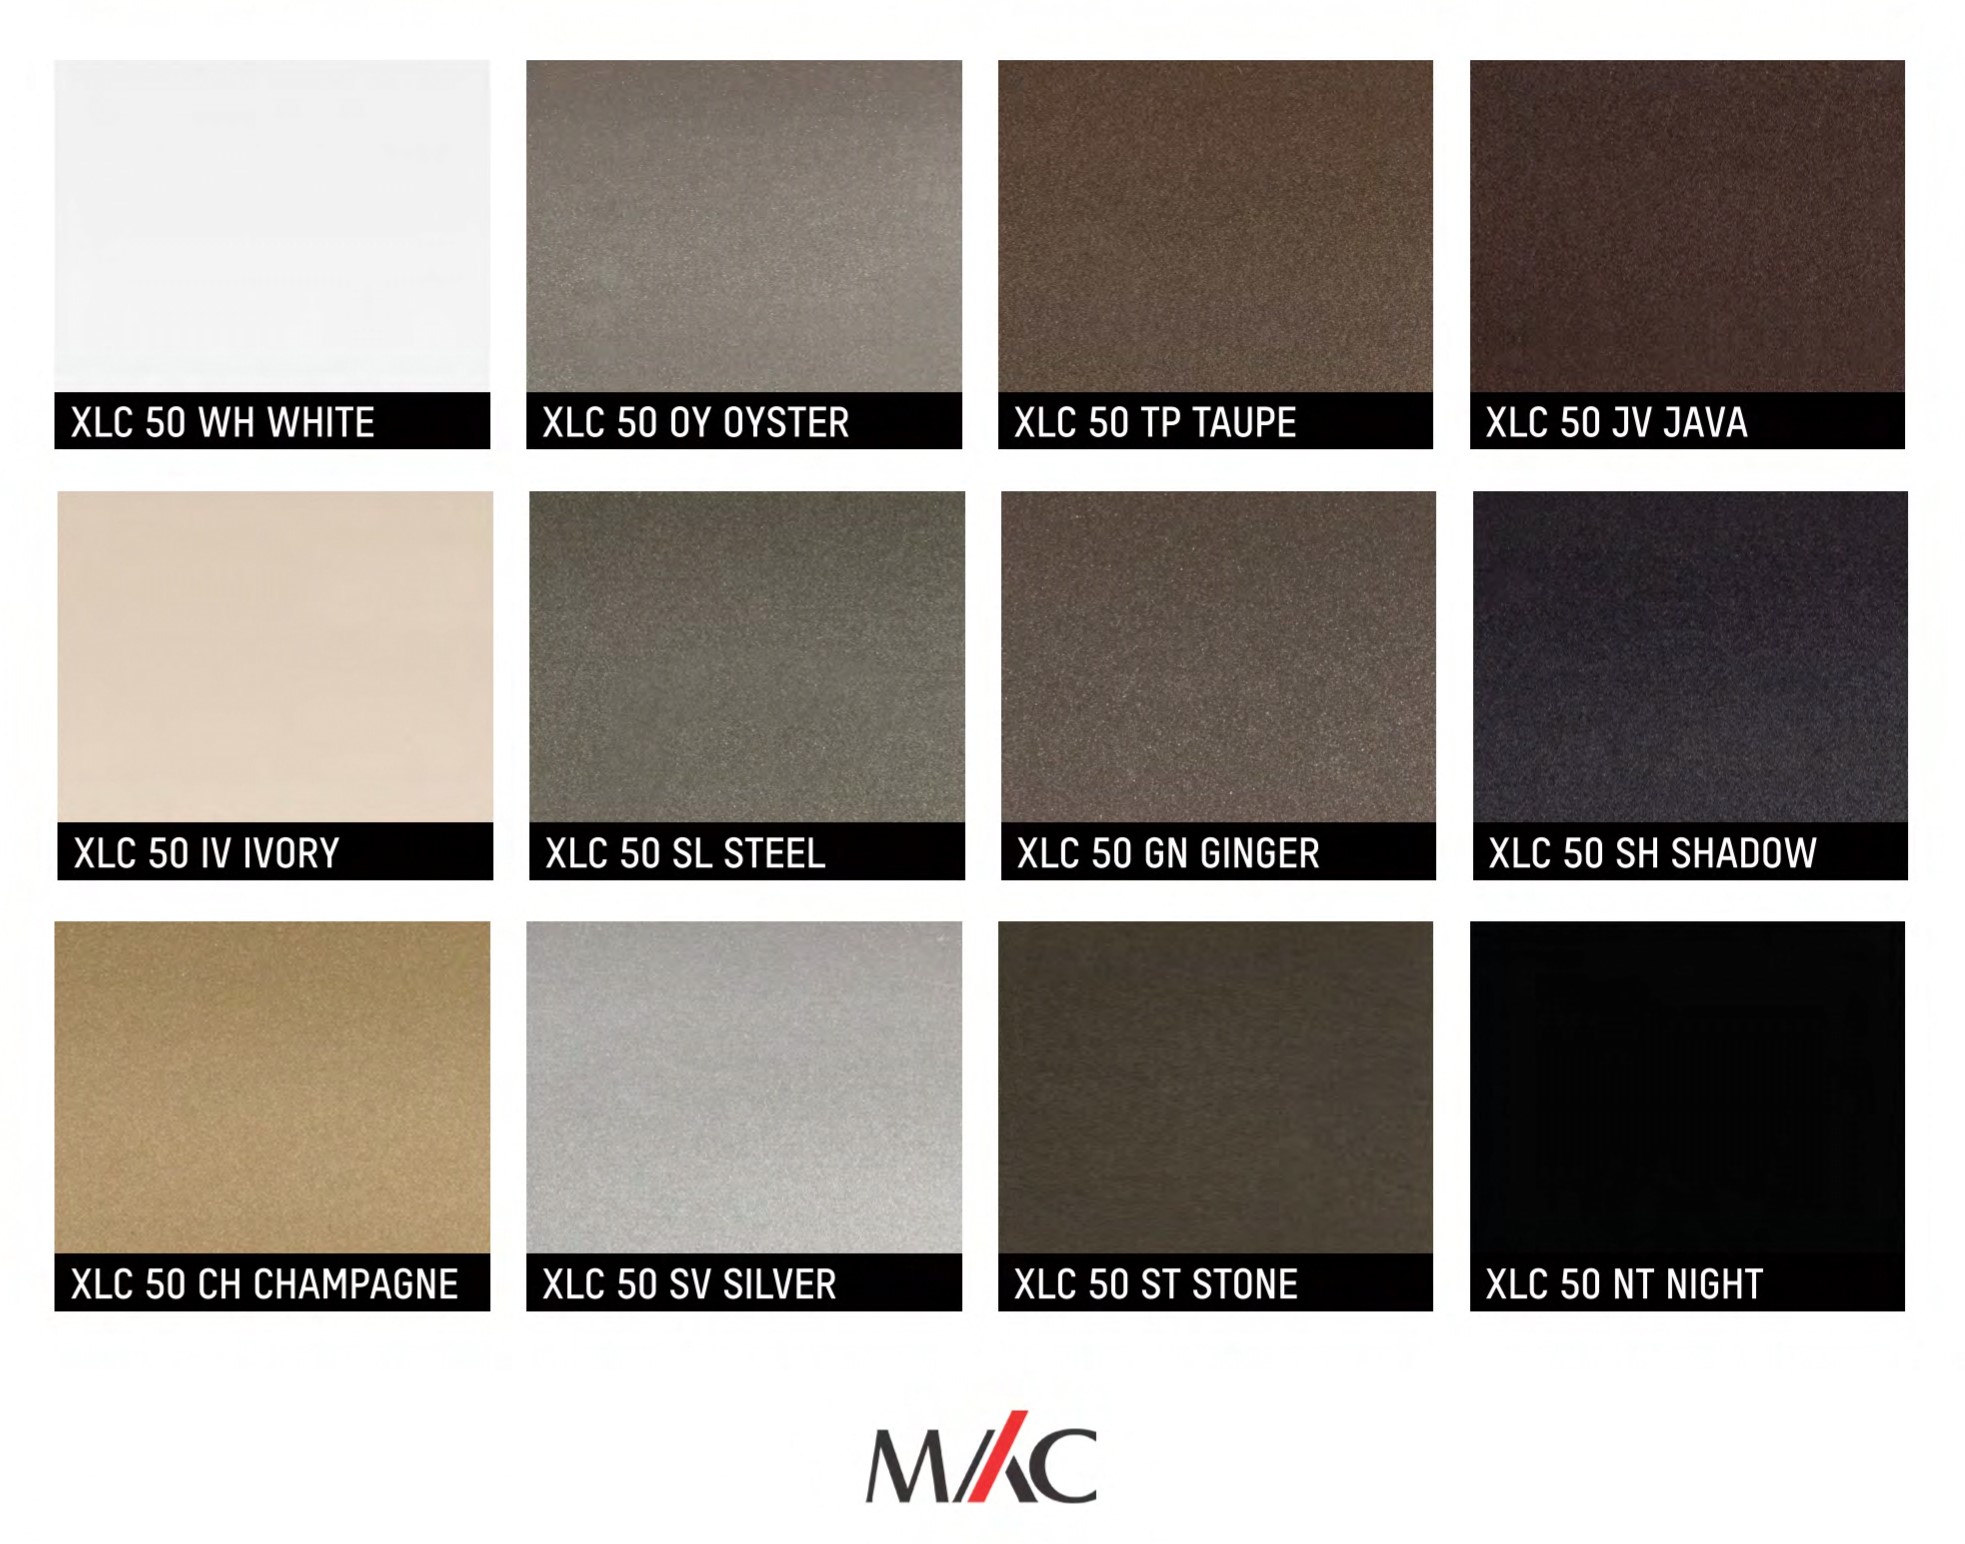 XLC 50 WH WHITE
XLC 50 OY OYSTER
XLC 50 TP TAUPE
XLC 50 JV JAVA
XLC 50 IV IVORY
XLC 50 SL STEEL
XLC 50 GN GINGER
XLC 50 SH SHADOW
XLC 50 CH CHAMPAGNE
XLC 50 SV SILVER
XLC 50 ST STONE
XLC 50 NT NIGHT
MAC